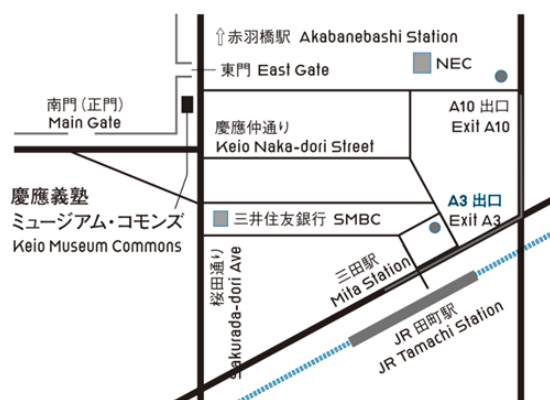 赤羽橋駅 Akabanebashi Station
東門 East Gate
NEC
南門（正門）
Main Gate
A10 出口
Exit A10
慶應仲通り
Keio Naka-dori Street
慶應義塾
ミュージアム・コモンズ
Keio Museum Commons
A3 出口
Exit A3
三井住友銀行 SMBC
桜田通り
Sakurada-dori Ave
三田駅
Mita Station
JR 田町駅
JR Tamachi Station